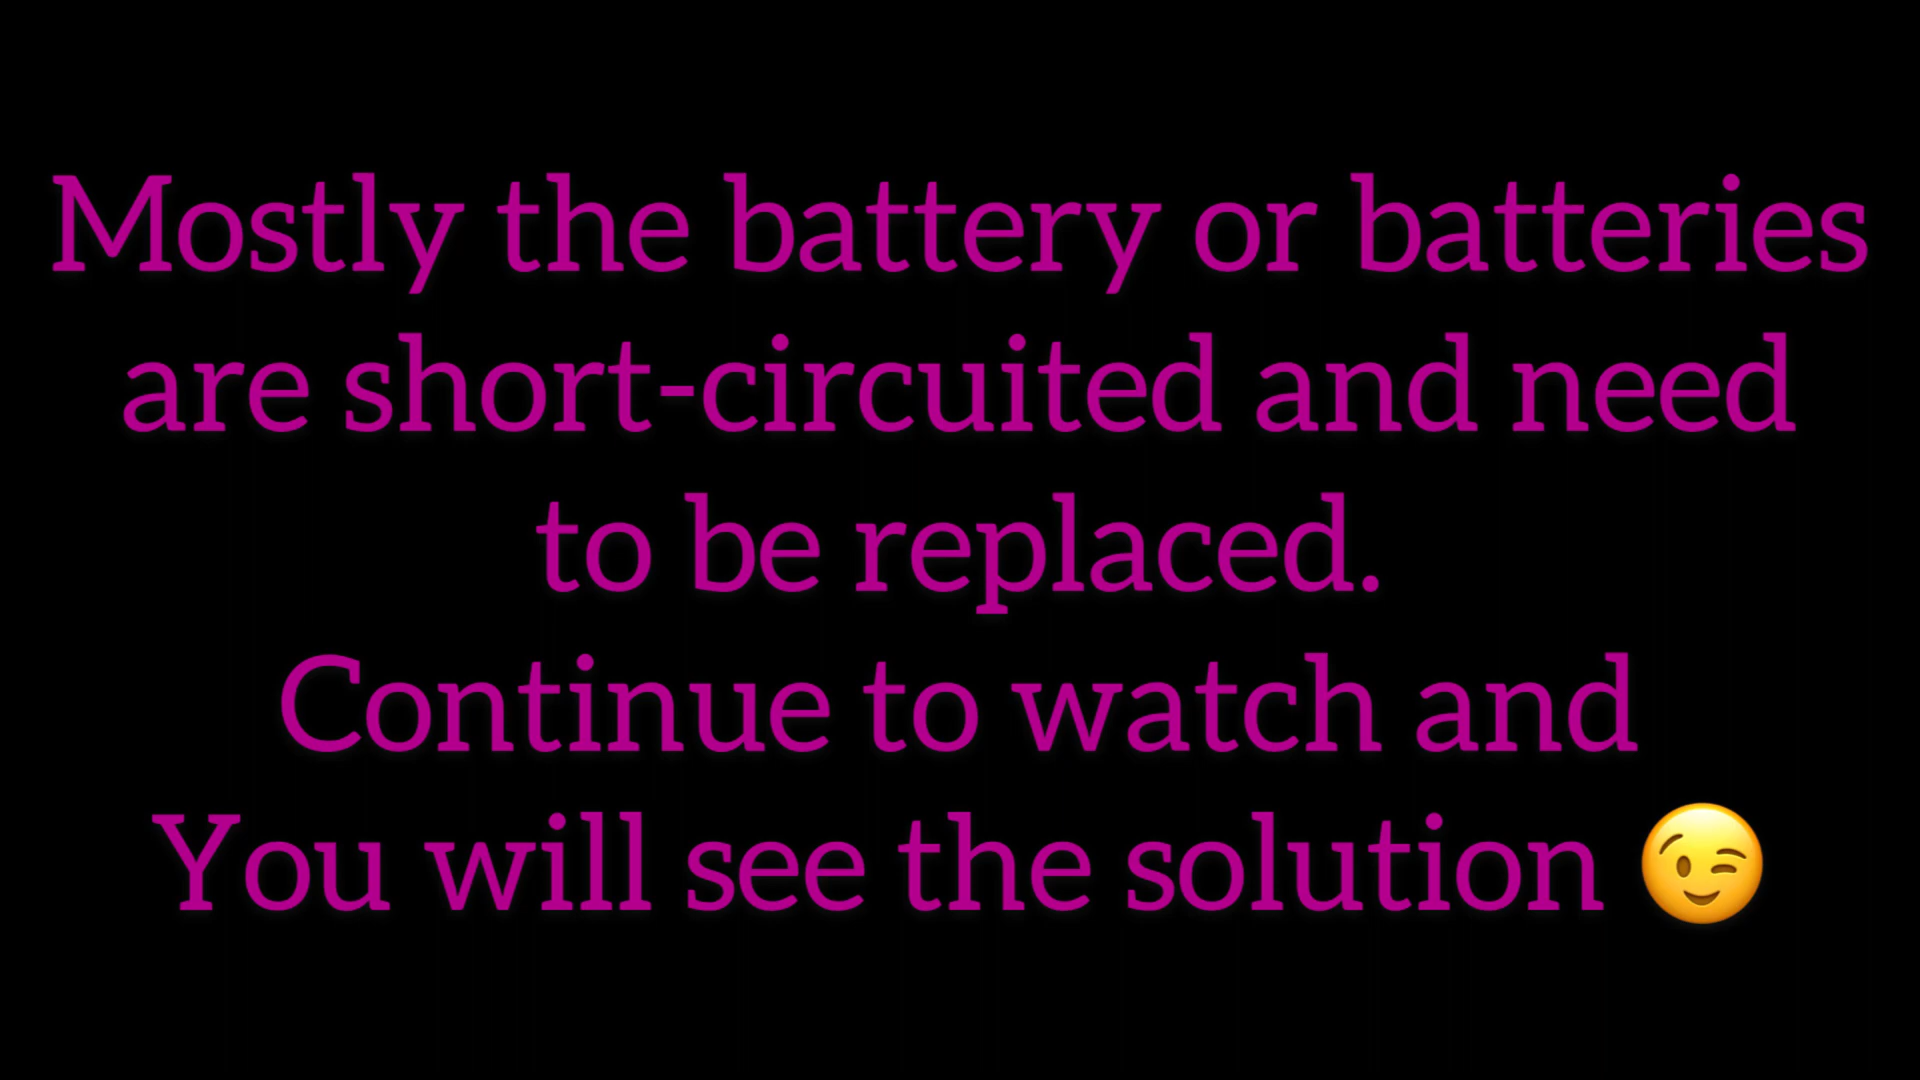 Mostly the battery or batteries
are short-circuited and need
to be replaced.
Continue to watch and
You will see the solution 😉